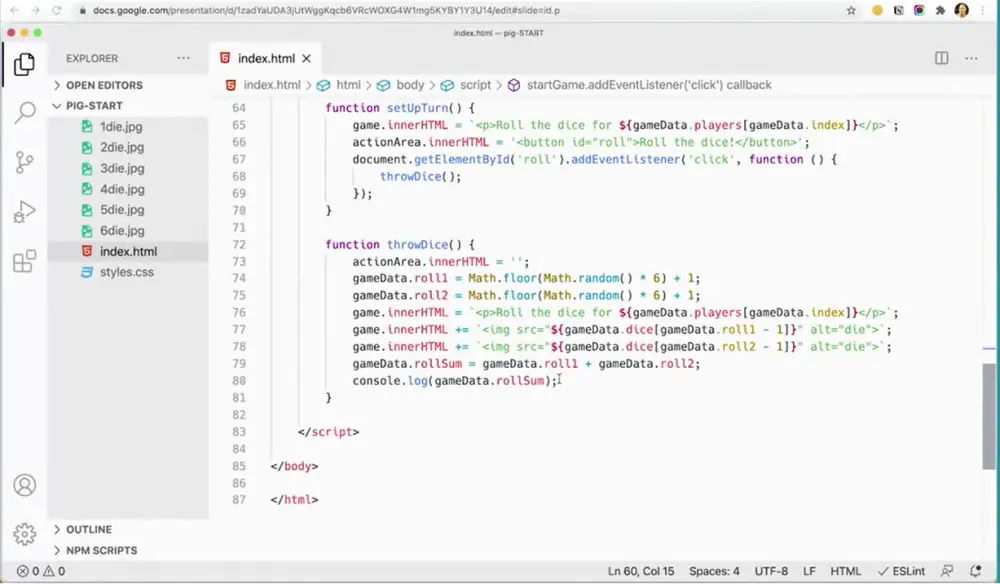 docs.google.com/presentation/d/1zadYaUDA3jUtWggKqcb6VRcWOXG4W1mg5KYBY1Y3U14/edit#slide=id.p
index.html — pig-START
EXPLORER
index.html
OPEN EDITORS
index.html > html > body > script > startGame.addEventListener('click') callback
PIG-START
1die.jpg
2die.jpg
3die.jpg
4die.jpg
5die.jpg
6die.jpg
index.html
styles.css
OUTLINE
NPM SCRIPTS
64 function setUpTurn() {
65 game.innerHTML = `<p>Roll the dice for ${gameData.players[gameData.index]}</p>`;
66 actionArea.innerHTML = '<button id="roll">Roll the dice!</button>';
67 document.getElementById('roll').addEventListener('click', function () {
68 throwDice();
69 });
70 }
71
72 function throwDice() {
73 actionArea.innerHTML = '';
74 gameData.roll1 = Math.floor(Math.random() * 6) + 1;
75 gameData.roll2 = Math.floor(Math.random() * 6) + 1;
76 game.innerHTML = `<p>Roll the dice for ${gameData.players[gameData.index]}</p>`;
77 game.innerHTML += `<img src="${gameData.dice[gameData.roll1 - 1]}" alt="die">`;
78 game.innerHTML += `<img src="${gameData.dice[gameData.roll2 - 1]}" alt="die">`;
79 gameData.rollSum = gameData.roll1 + gameData.roll2;
80 console.log(gameData.rollSum);
81 }
82
83 </script>
84
85 </body>
86
87 </html>
0 0 Ln 60, Col 15 Spaces: 4 UTF-8 LF HTML ESLint